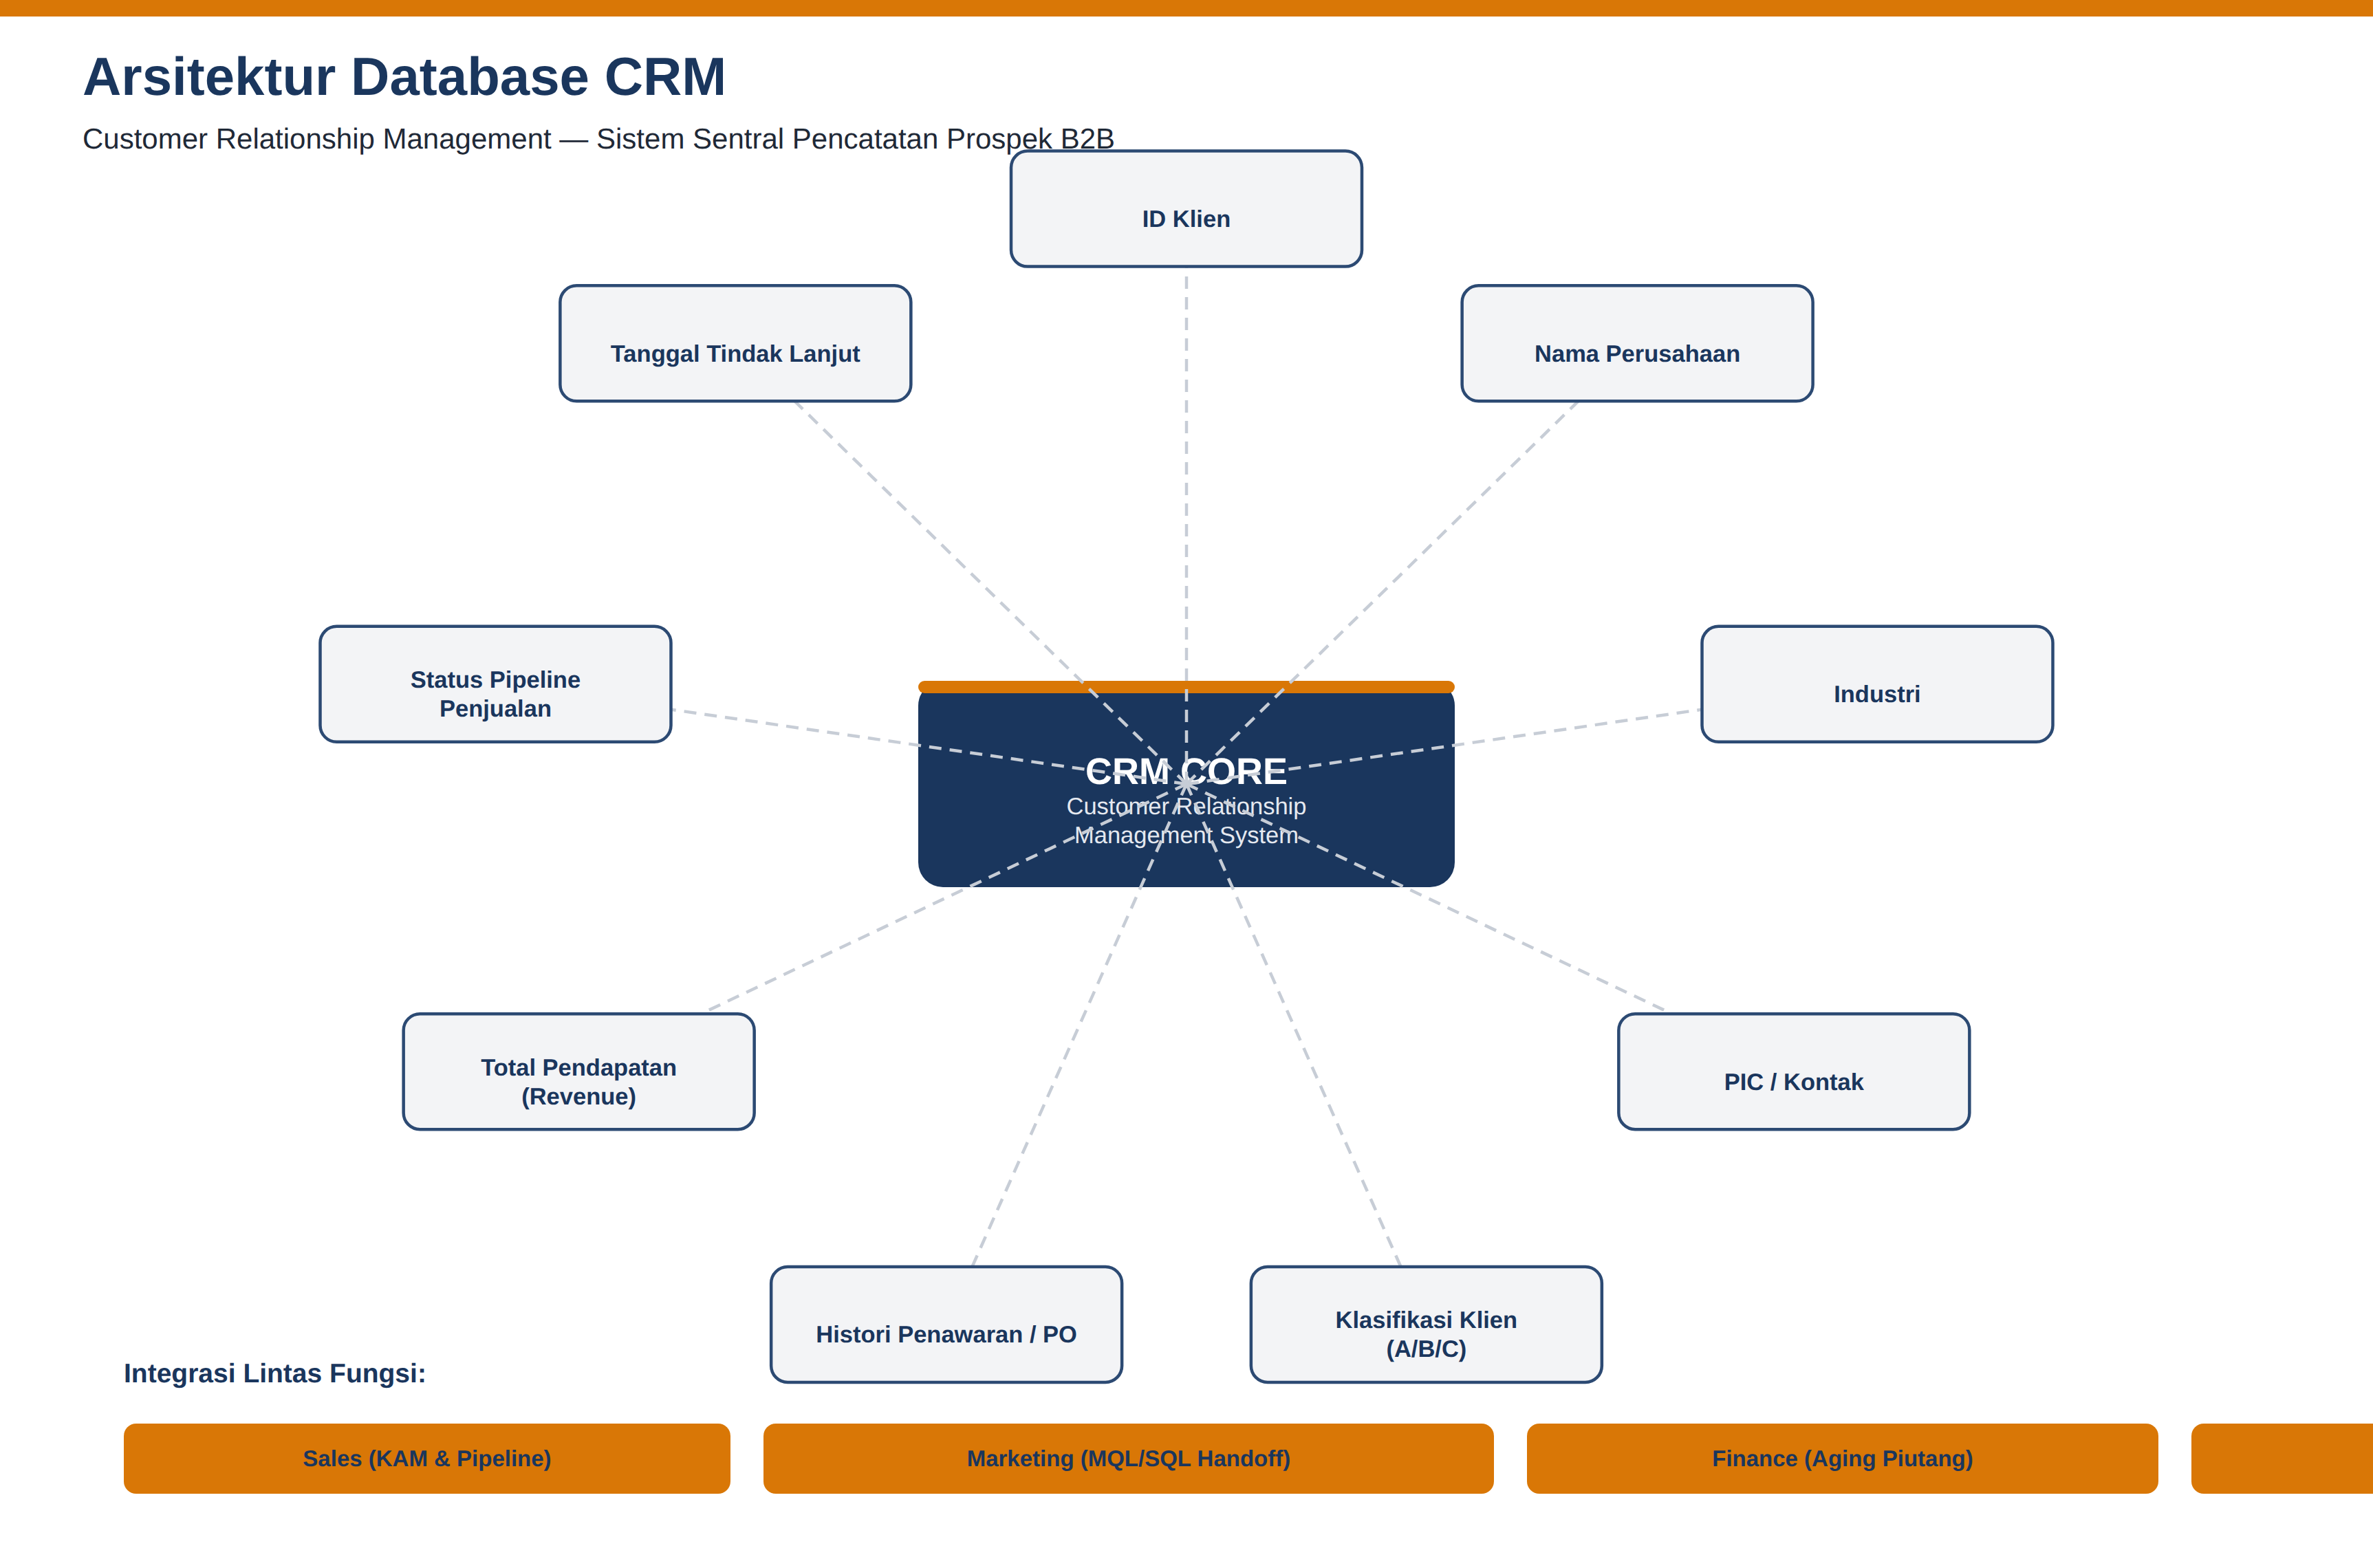 Arsitektur Database CRM
Customer Relationship Management — Sistem Sentral Pencatatan Prospek B2B
ID Klien
Tanggal Tindak Lanjut
Nama Perusahaan
Status Pipeline
Penjualan
Industri
CRM CORE
Customer Relationship
Management System
Total Pendapatan
(Revenue)
PIC / Kontak
Histori Penawaran / PO
Klasifikasi Klien
(A/B/C)
Integrasi Lintas Fungsi:
Sales (KAM & Pipeline)
Marketing (MQL/SQL Handoff)
Finance (Aging Piutang)